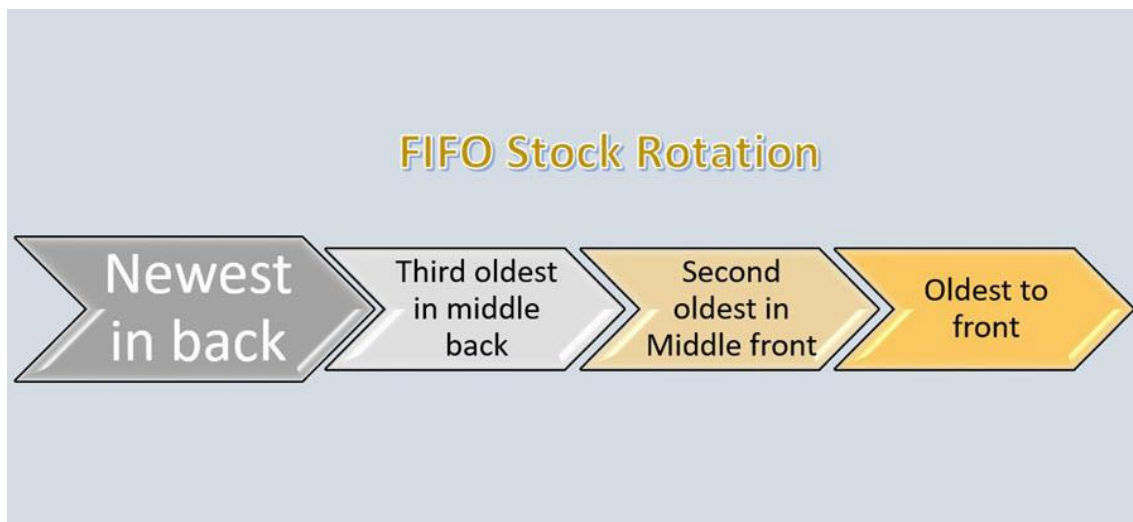 FIFO Stock Rotation
Newest
in back
Third oldest
in middle
back
Second
oldest in
Middle front
Oldest to
front